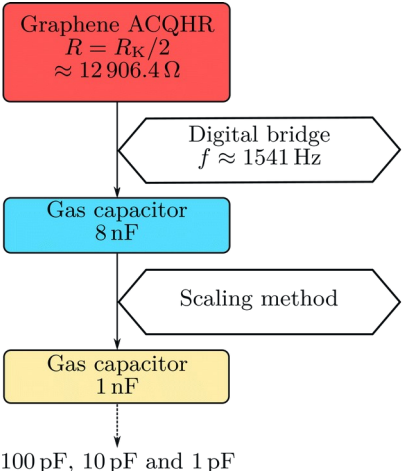 Graphene ACQHR
R = R_K/2
≈ 12 906.4 Ω
Digital bridge
f ≈ 1541 Hz
Gas capacitor
8 nF
Scaling method
Gas capacitor
1 nF
100 pF, 10 pF and 1 pF